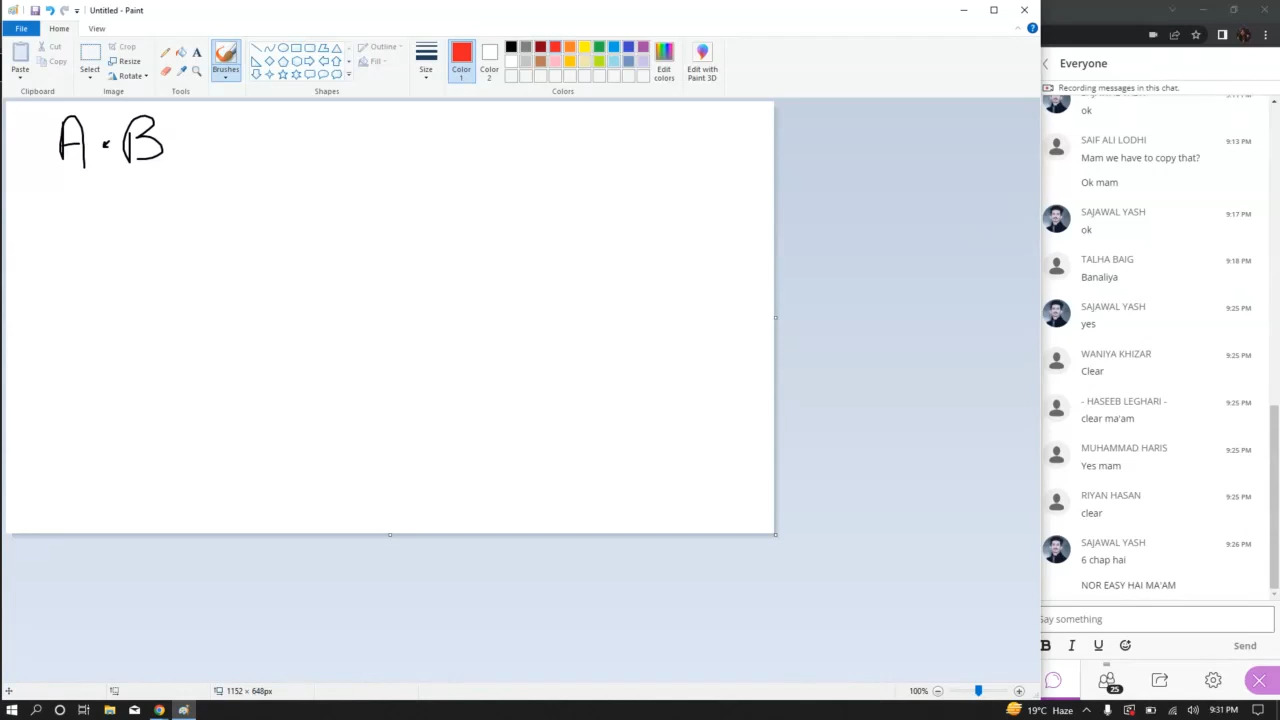 Untitled - Paint
File
Home
View
Paste
Cut
Copy
Clipboard
Select
Crop
Resize
Rotate
Image
Tools
Brushes
Outline
Fill
Shapes
Size
Color 1
Color 2
Edit colors
Edit with Paint 3D
Colors
A · B
1152 × 648px
100%
Everyone
Recording messages in this chat.
ok
SAIF ALI LODHI
9:13 PM
Mam we have to copy that?
Ok mam
SAJAWAL YASH
9:17 PM
ok
TALHA BAIG
9:18 PM
Banaliya
SAJAWAL YASH
9:25 PM
yes
WANIYA KHIZAR
9:25 PM
Clear
- HASEEB LEGHARI -
9:25 PM
clear ma'am
MUHAMMAD HARIS
9:25 PM
Yes mam
RIYAN HASAN
9:25 PM
clear
SAJAWAL YASH
9:26 PM
6 chap hai
NOR EASY HAI MA'AM
Say something
B I U
Send
25
19°C Haze
9:31 PM